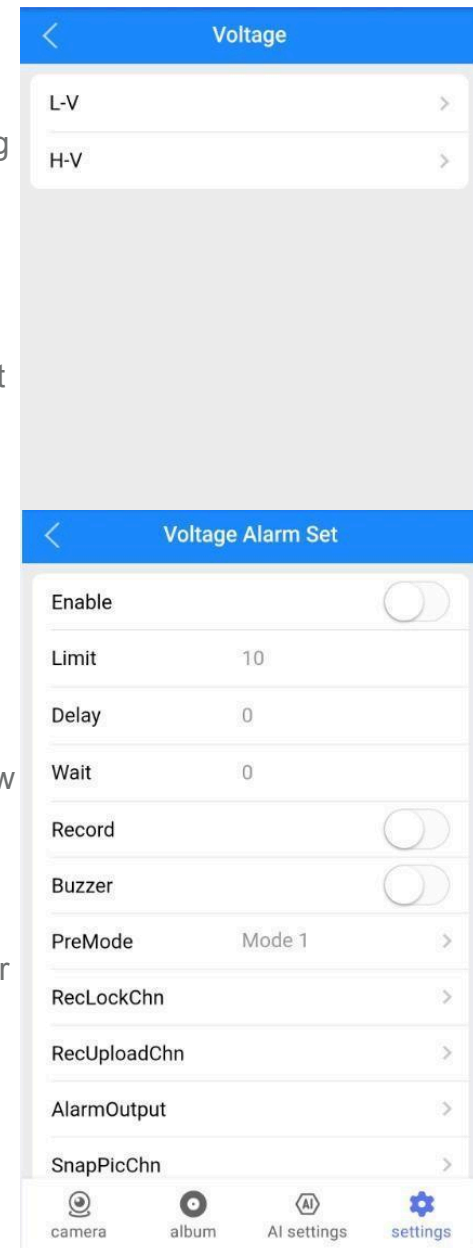 Voltage
L-V
H-V
Voltage Alarm Set
Enable
Limit 10
Delay 0
Wait 0
Record
Buzzer
PreMode Mode 1
RecLockChn
RecUploadChn
AlarmOutput
SnapPicChn
camera album AI settings settings